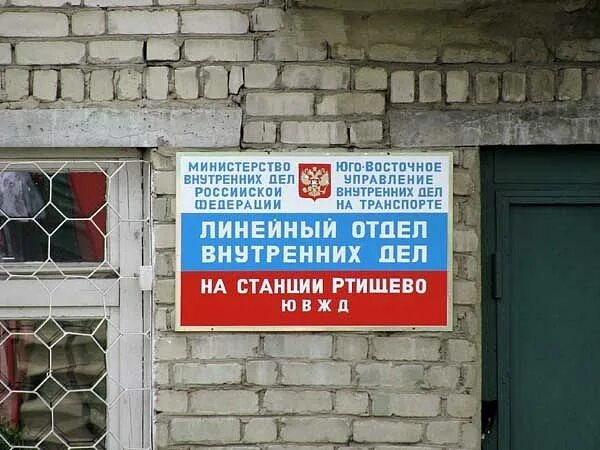 МИНИСТЕРСТВО
ВНУТРЕННИХ ДЕЛ
РОССИЙСКОЙ
ФЕДЕРАЦИИ
ЮГО-ВОСТОЧНОЕ
УПРАВЛЕНИЕ
ВНУТРЕННИХ ДЕЛ
НА ТРАНСПОРТЕ
ЛИНЕЙНЫЙ ОТДЕЛ
ВНУТРЕННИХ ДЕЛ
НА СТАНЦИИ РТИЩЕВО
ЮВЖД